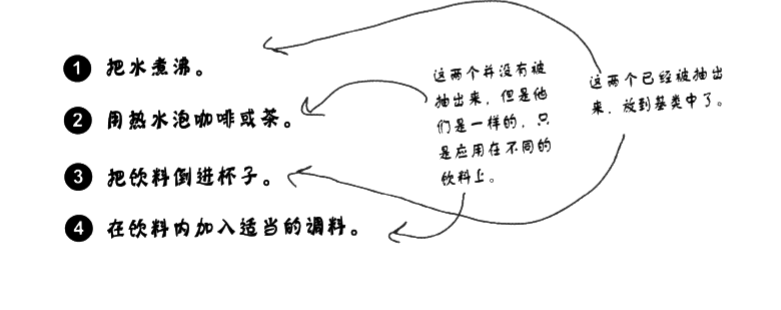 1 把水煮沸。
2 用热水泡咖啡或茶。
3 把饮料倒进杯子。
4 在饮料内加入适当的调料。
这两个并没有被
抽出来，但是他
们是一样的，只
是应用在不同的
饮料上。
这两个已经被抽出
来，放到基类中了。